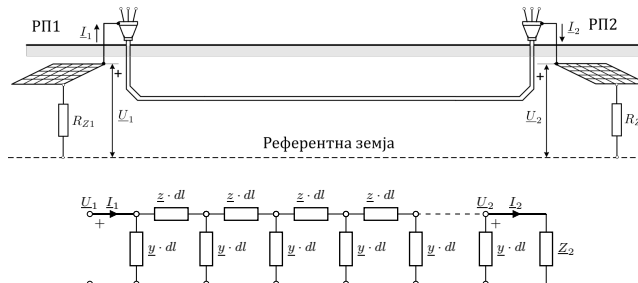 РП1
I₁
I₂
РП2
+
U₁
R_Z1
U₂
+
Референтна земја
U₁
I₁
z · dl
z · dl
z · dl
z · dl
U₂
I₂
+
y · dl
y · dl
y · dl
y · dl
y · dl
+
y · dl
Z₂